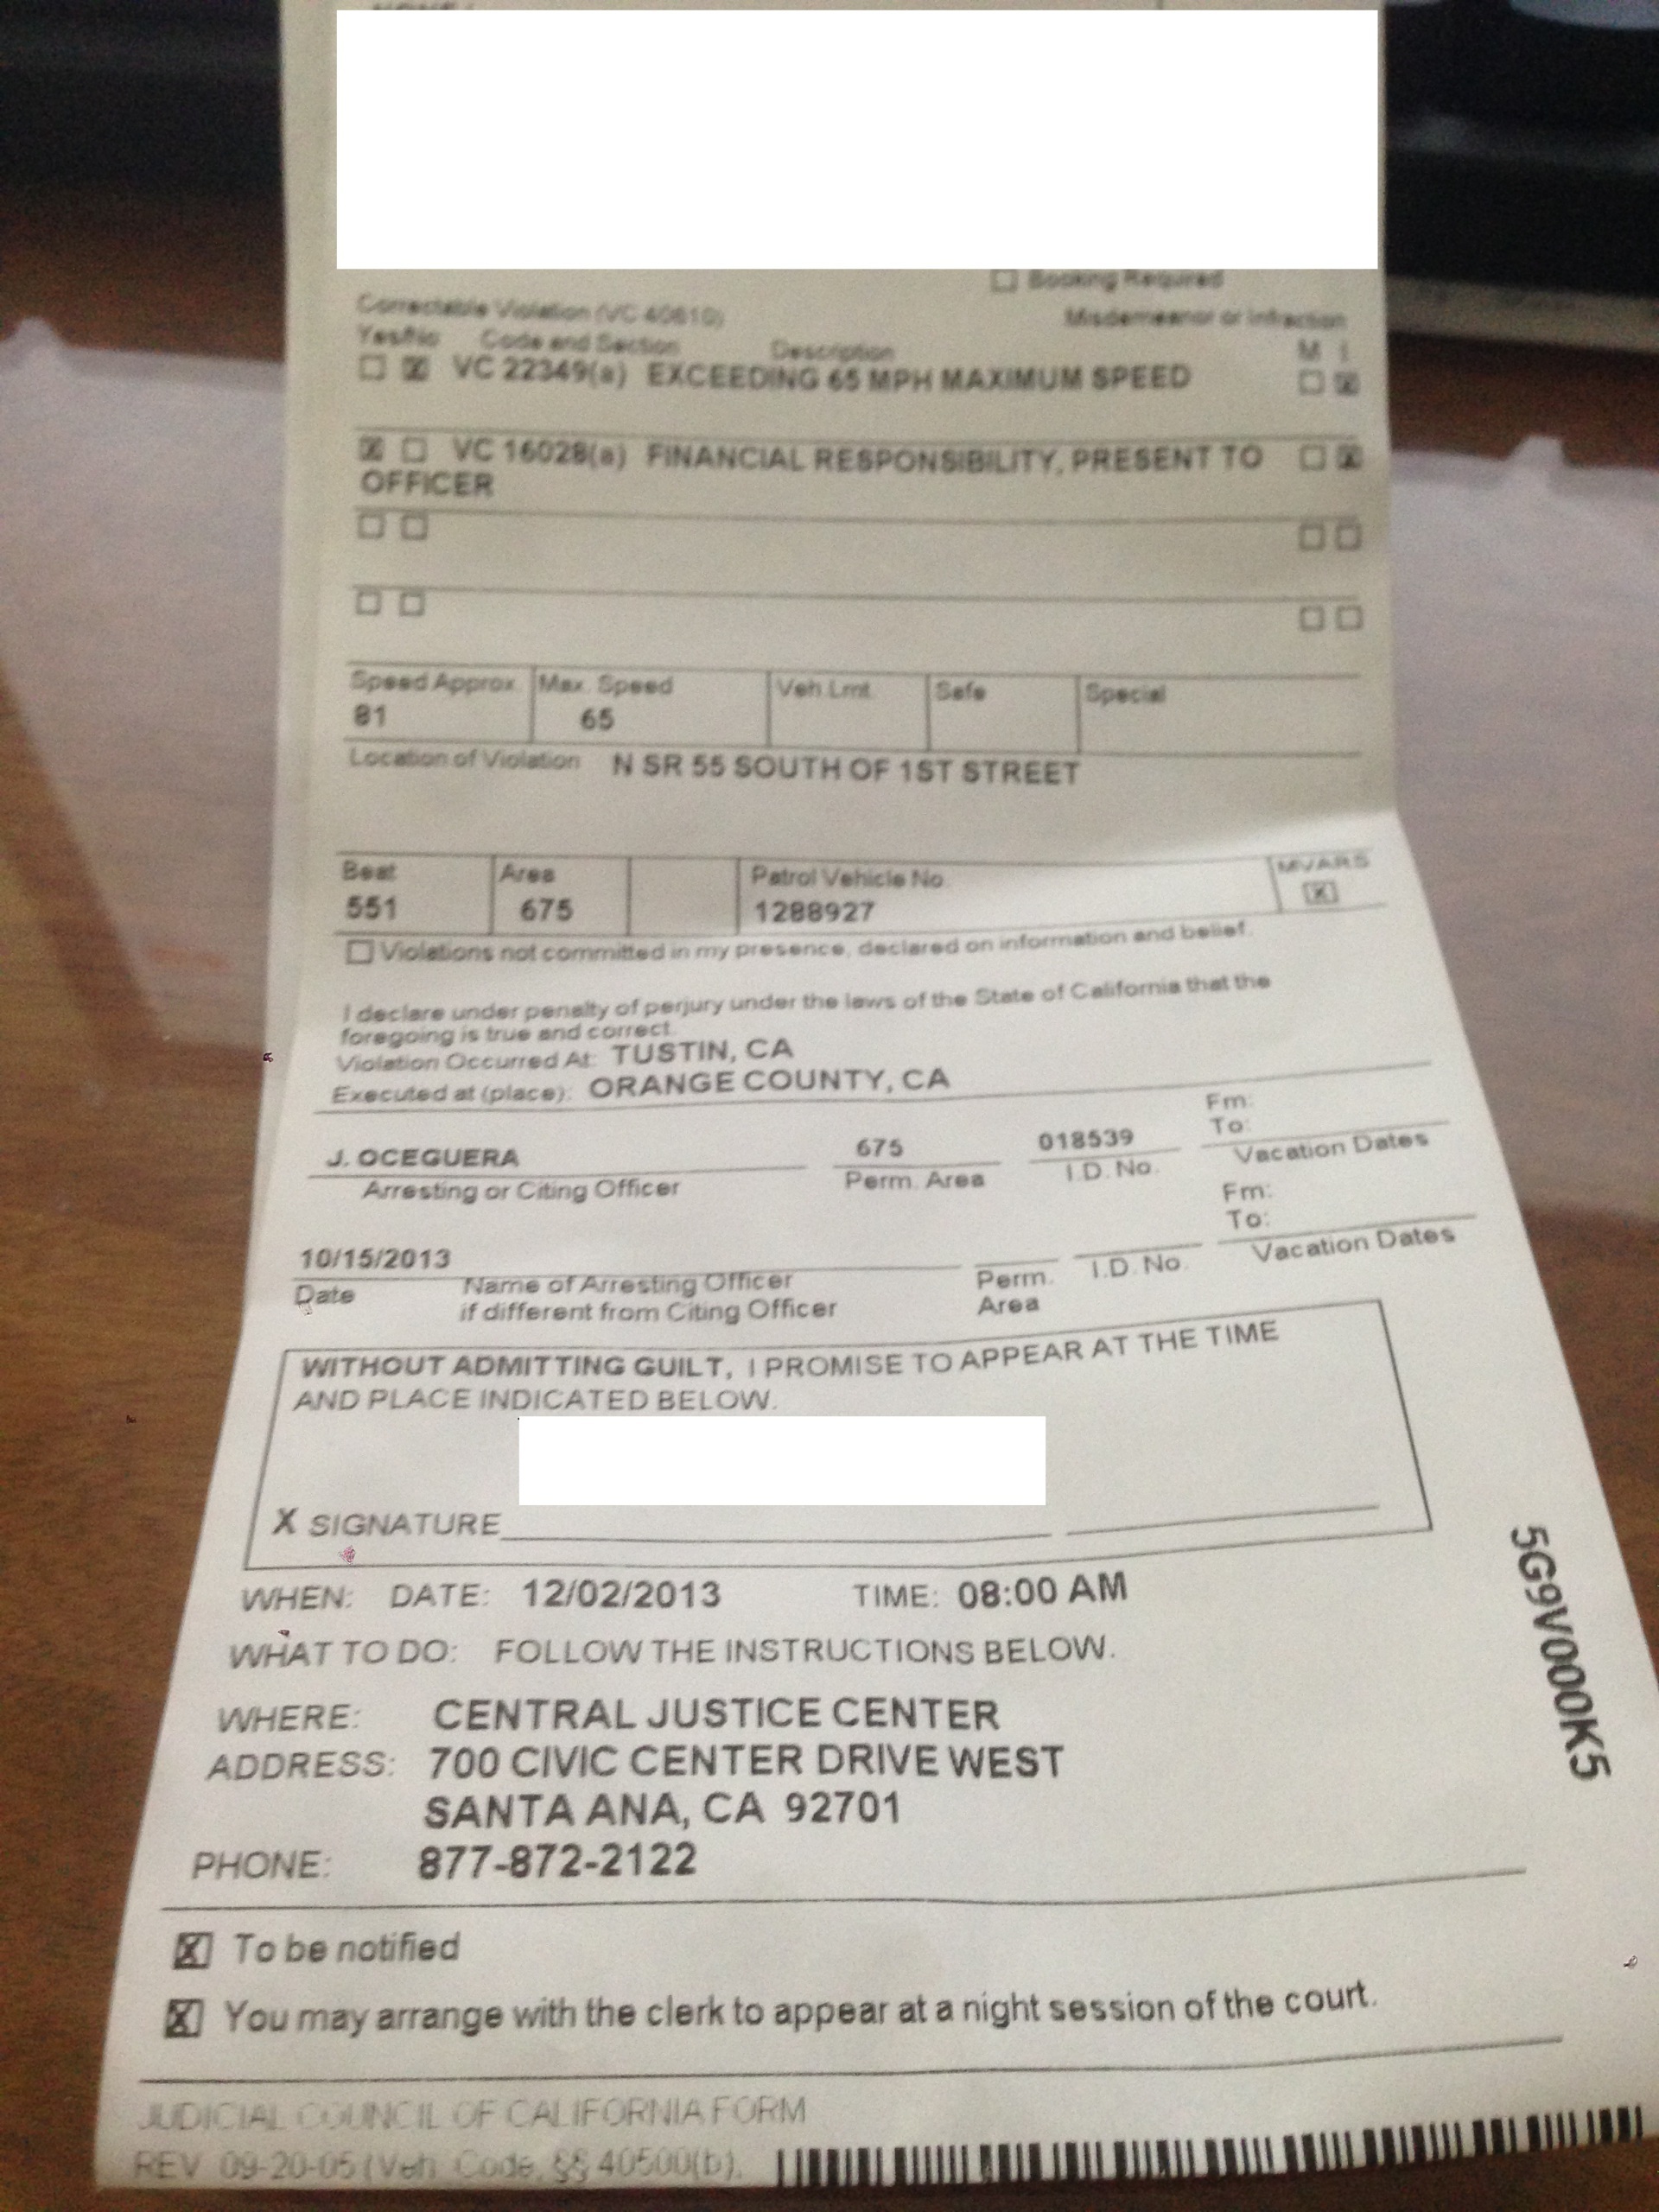 Booking Required
Correctable Violation (VC 40610) Misdemeanor or Infraction
Yes/No Code and Section Description M I
VC 22349(a) EXCEEDING 65 MPH MAXIMUM SPEED
VC 16028(a) FINANCIAL RESPONSIBILITY, PRESENT TO
OFFICER
Speed Approx. Max. Speed Veh.Lmt. Safe Special
81 65
Location of Violation N SR 55 SOUTH OF 1ST STREET
Beat Area Patrol Vehicle No. MVARS
551 675 1288927 X
Violations not committed in my presence, declared on information and belief.
I declare under penalty of perjury under the laws of the State of California that the
foregoing is true and correct.
Violation Occurred At: TUSTIN, CA
Executed at (place): ORANGE COUNTY, CA
Fm:
J. OCEGUERA 675 018539 To:
Arresting or Citing Officer Perm. Area I.D. No. Vacation Dates
Fm:
10/15/2013 To:
Date Name of Arresting Officer Perm. I.D. No. Vacation Dates
if different from Citing Officer Area
WITHOUT ADMITTING GUILT, I PROMISE TO APPEAR AT THE TIME
AND PLACE INDICATED BELOW.
X SIGNATURE
WHEN: DATE: 12/02/2013 TIME: 08:00 AM
WHAT TO DO: FOLLOW THE INSTRUCTIONS BELOW.
WHERE: CENTRAL JUSTICE CENTER
ADDRESS: 700 CIVIC CENTER DRIVE WEST
SANTA ANA, CA 92701
PHONE: 877-872-2122
5G9V000K5
X To be notified
X You may arrange with the clerk to appear at a night session of the court.
JUDICIAL COUNCIL OF CALIFORNIA FORM
REV 09-20-05 (Veh. Code, §§ 40500(b),